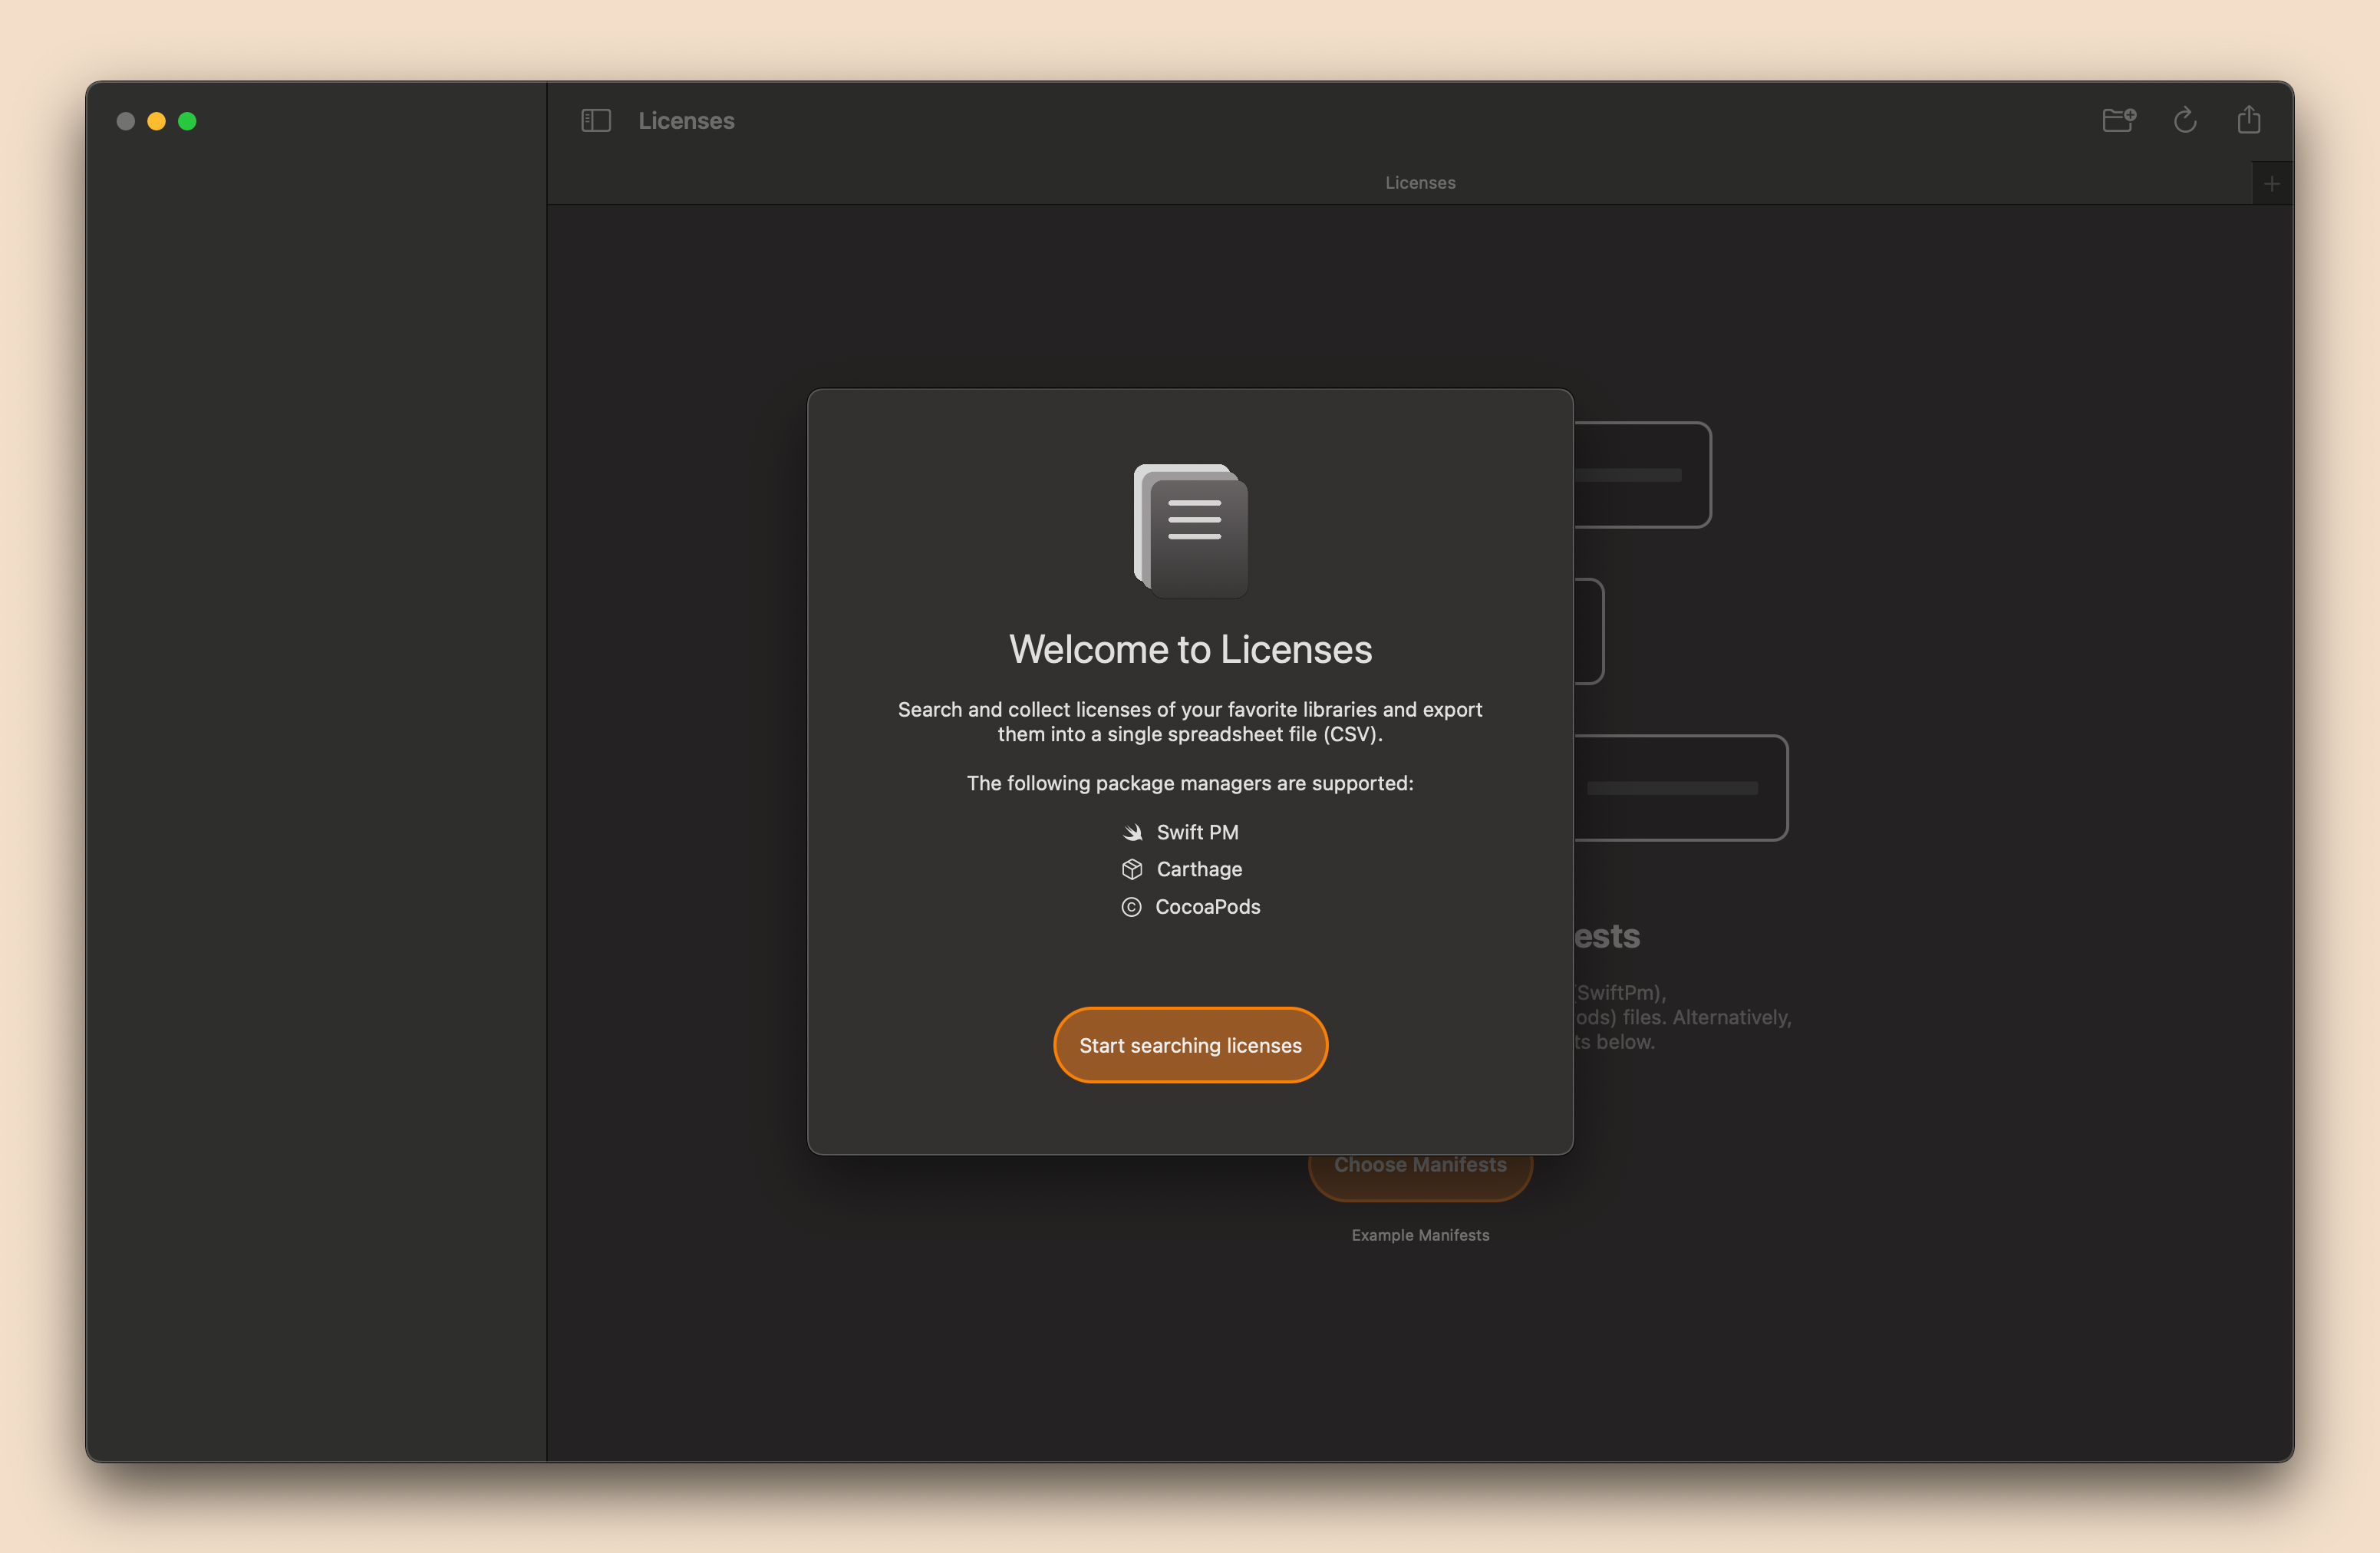 Licenses
Licenses
Welcome to Licenses
Search and collect licenses of your favorite libraries and export
them into a single spreadsheet file (CSV).
The following package managers are supported:
Swift PM
Carthage
CocoaPods
Start searching licenses
ests
(SwiftPm),
ods) files. Alternatively,
ts below.
Choose Manifests
Example Manifests